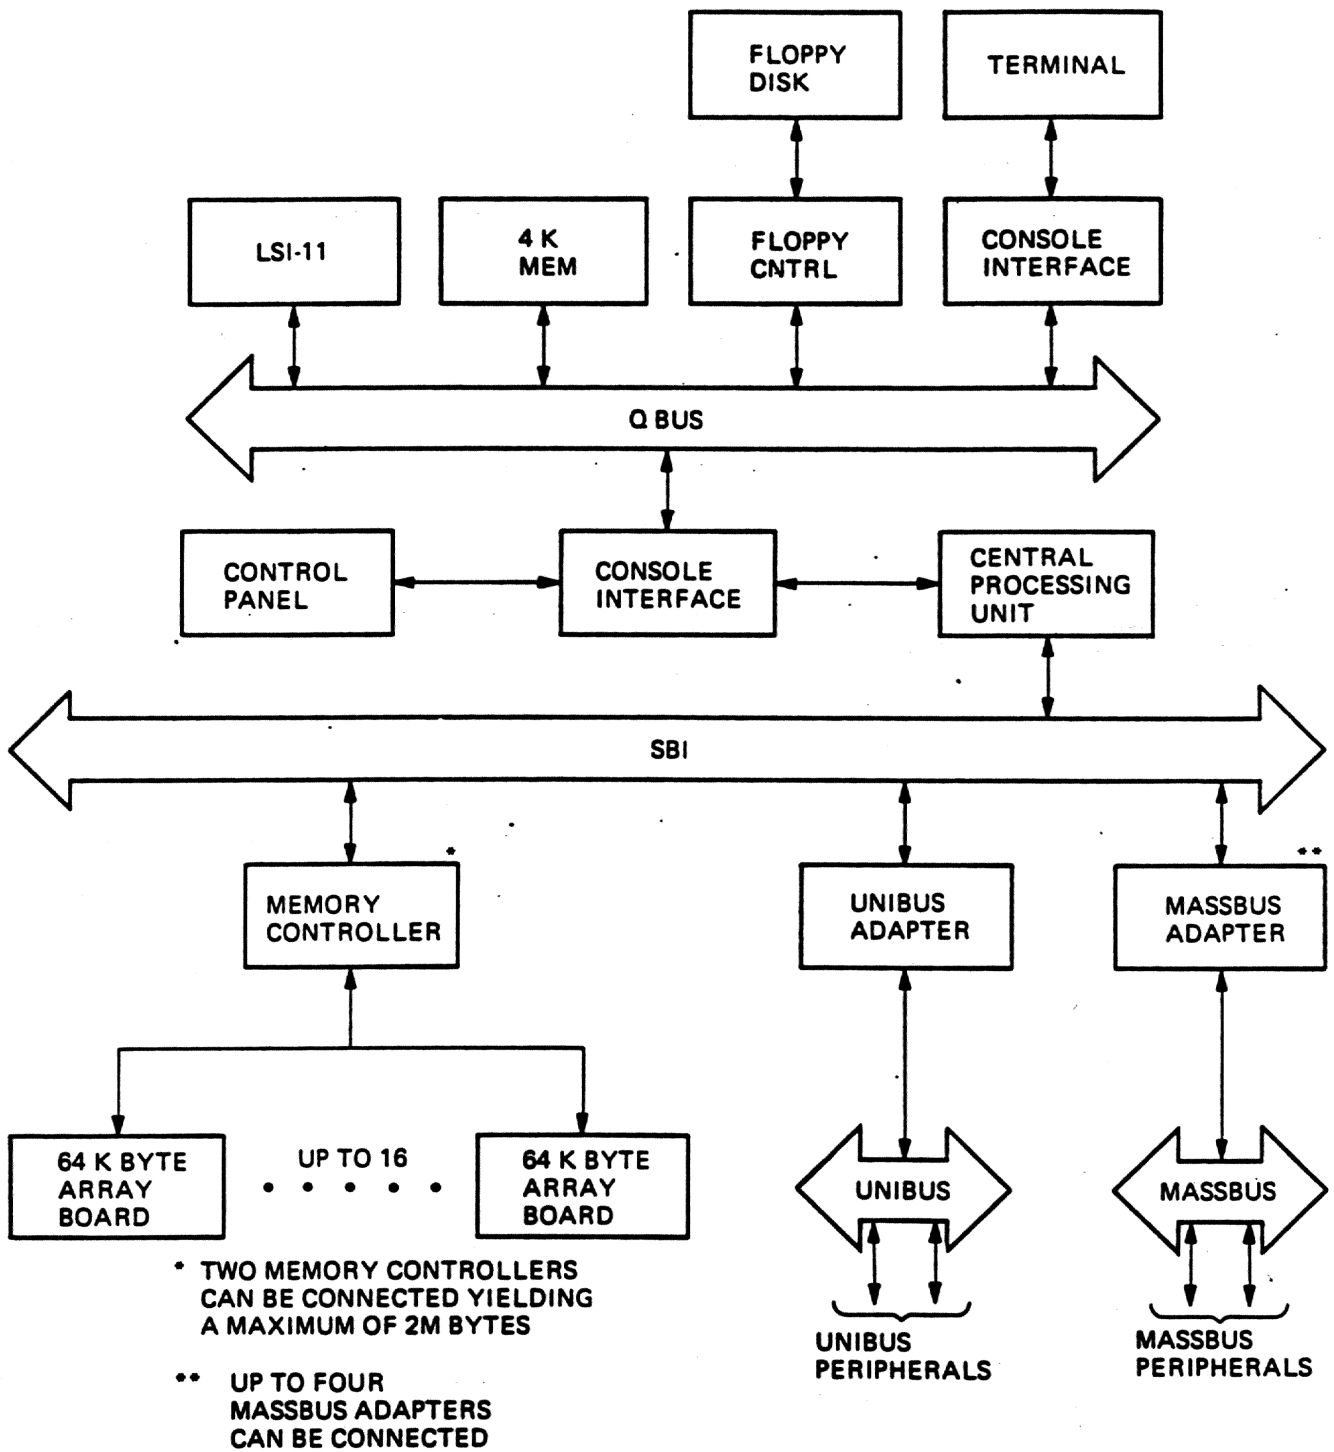 FLOPPY
DISK
TERMINAL
LSI-11
4 K
MEM
FLOPPY
CNTRL
CONSOLE
INTERFACE
Q BUS
CONTROL
PANEL
CONSOLE
INTERFACE
CENTRAL
PROCESSING
UNIT
SBI
*
MEMORY
CONTROLLER
UNIBUS
ADAPTER
**
MASSBUS
ADAPTER
64 K BYTE
ARRAY
BOARD
UP TO 16
• • • • •
64 K BYTE
ARRAY
BOARD
UNIBUS
MASSBUS
* TWO MEMORY CONTROLLERS
CAN BE CONNECTED YIELDING
A MAXIMUM OF 2M BYTES
UNIBUS
PERIPHERALS
MASSBUS
PERIPHERALS
** UP TO FOUR
MASSBUS ADAPTERS
CAN BE CONNECTED